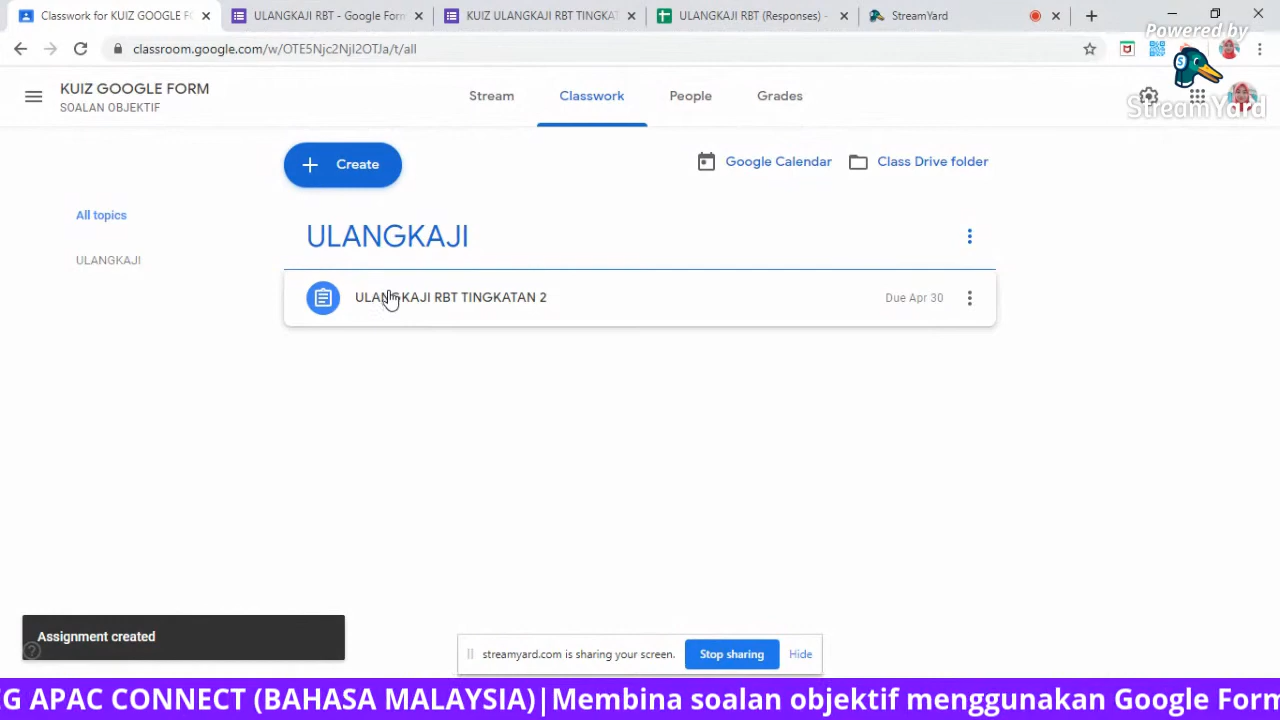 Classwork for KUIZ GOOGLE FO
ULANGKAJI RBT - Google For
KUIZ ULANGKAJI RBT TINGKAT
ULANGKAJI RBT (Responses) -
StreamYard
classroom.google.com/w/OTE5Njc2NjI2OTJa/t/all
Powered by
StreamYard
KUIZ GOOGLE FORM
SOALAN OBJEKTIF
Stream
Classwork
People
Grades
Create
Google Calendar
Class Drive folder
All topics
ULANGKAJI
ULANGKAJI
ULANGKAJI RBT TINGKATAN 2
Due Apr 30
Assignment created
streamyard.com is sharing your screen.
Stop sharing
Hide
EG APAC CONNECT (BAHASA MALAYSIA)|Membina soalan objektif menggunakan Google Form